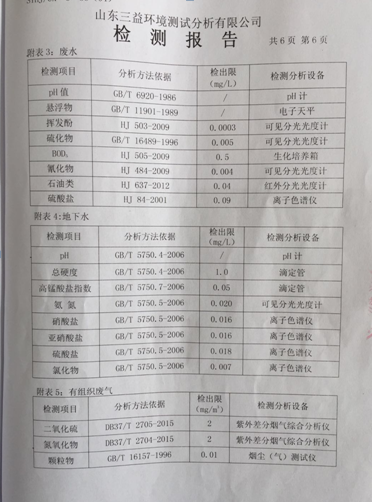 山东三益环境测试分析有限公司
检 测 报 告
共 6 页 第 6 页
附表 3：废水
检测项目 分析方法依据 检出限(mg/L) 检测分析设备
pH 值 GB/T 6920-1986 / pH 计
悬浮物 GB/T 11901-1989 / 电子天平
挥发酚 HJ 503-2009 0.0003 可见分光光度计
硫化物 GB/T 16489-1996 0.005 可见分光光度计
BOD₅ HJ 505-2009 0.5 生化培养箱
氰化物 HJ 484-2009 0.004 可见分光光度计
石油类 HJ 637-2012 0.04 红外分光光度计
硫酸盐 HJ 84-2001 0.09 离子色谱仪
附表 4:地下水
检测项目 分析方法依据 检出限(mg/L) 检测分析设备
pH GB/T 5750.4-2006 / pH 计
总硬度 GB/T 5750.4-2006 1.0 滴定管
高锰酸盐指数 GB/T 5750.7-2006 0.05 滴定管
氨 氮 GB/T 5750.5-2006 0.020 可见分光光度计
硝酸盐 GB/T 5750.5-2006 0.016 离子色谱仪
亚硝酸盐 GB/T 5750.5-2006 0.016 离子色谱仪
硫酸盐 GB/T 5750.5-2006 0.018 离子色谱仪
氯化物 GB/T 5750.5-2006 0.007 离子色谱仪
附表 5：有组织废气
检测项目 分析方法依据 检出限(mg/m³) 检测分析设备
二氧化硫 DB37/T 2705-2015 2 紫外差分烟气综合分析仪
氮氧化物 DB37/T 2704-2015 2 紫外差分烟气综合分析仪
颗粒物 GB/T 16157-1996 0.01 烟尘（气）测试仪